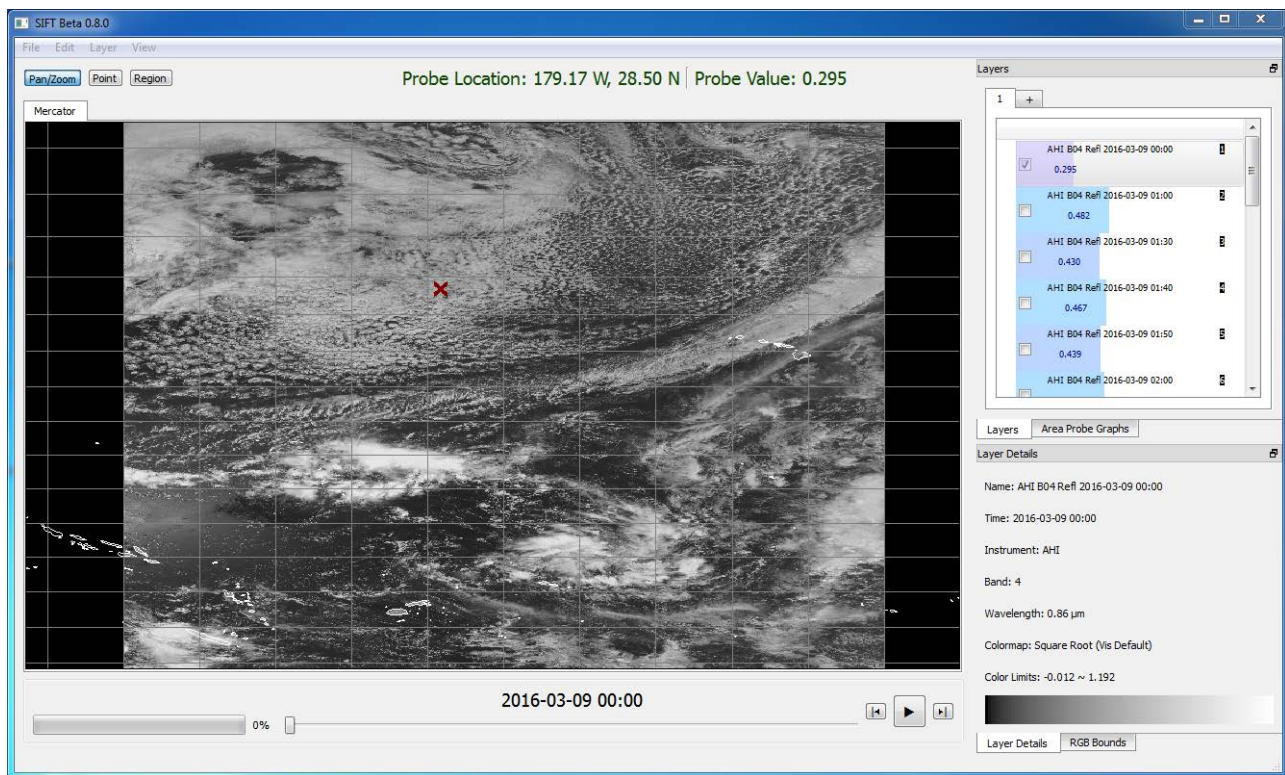 SIFT Beta 0.8.0
File Edit Layer View
Pan/Zoom Point Region
Probe Location: 179.17 W, 28.50 N Probe Value: 0.295
Mercator
2016-03-09 00:00
0%
Layers
1 +
AHI B04 Refl 2016-03-09 00:00 1
0.295
AHI B04 Refl 2016-03-09 01:00 2
0.482
AHI B04 Refl 2016-03-09 01:30 3
0.430
AHI B04 Refl 2016-03-09 01:40 4
0.467
AHI B04 Refl 2016-03-09 01:50 5
0.439
AHI B04 Refl 2016-03-09 02:00 6
Layers Area Probe Graphs
Layer Details
Name: AHI B04 Refl 2016-03-09 00:00
Time: 2016-03-09 00:00
Instrument: AHI
Band: 4
Wavelength: 0.86 µm
Colormap: Square Root (Vis Default)
Color Limits: -0.012 ~ 1.192
Layer Details RGB Bounds